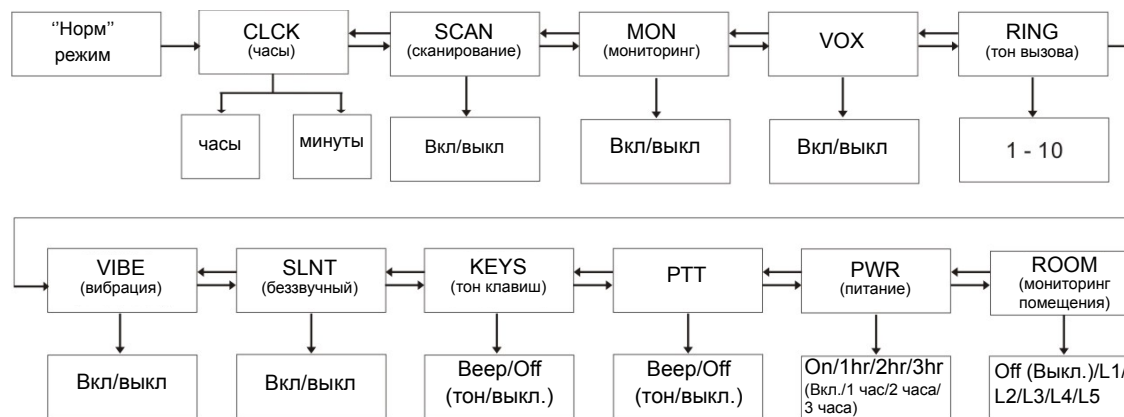 ‘‘Норм’’
режим
CLCK
(часы)
SCAN
(сканирование)
MON
(мониторинг)
VOX
RING
(тон вызова)
часы
минуты
Вкл/выкл
Вкл/выкл
Вкл/выкл
1 - 10
VIBE
(вибрация)
SLNT
(беззвучный)
KEYS
(тон клавиш)
PTT
PWR
(питание)
ROOM
(мониторинг
помещения)
Вкл/выкл
Вкл/выкл
Beep/Off
(тон/выкл.)
Beep/Off
(тон/выкл.)
On/1hr/2hr/3hr
(Вкл./1 час/2 часа/
3 часа)
Off (Выкл.)/L1/
L2/L3/L4/L5